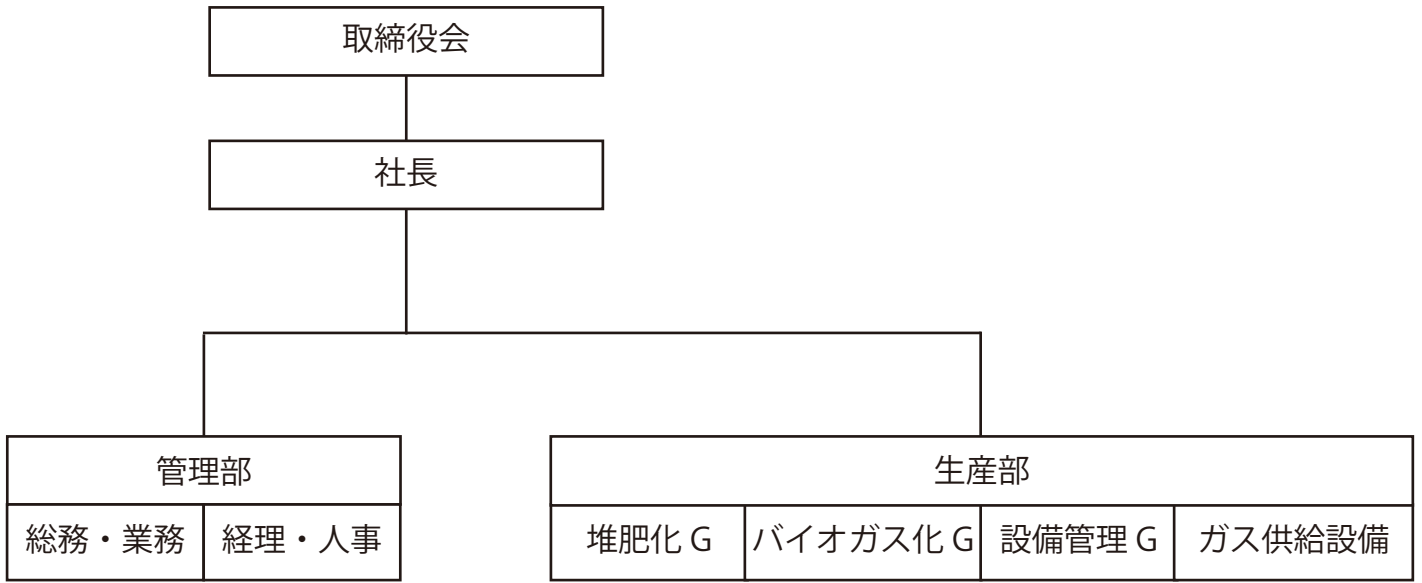 取締役会
社長
管理部
総務・業務
経理・人事
生産部
堆肥化 G
バイオガス化 G
設備管理 G
ガス供給設備